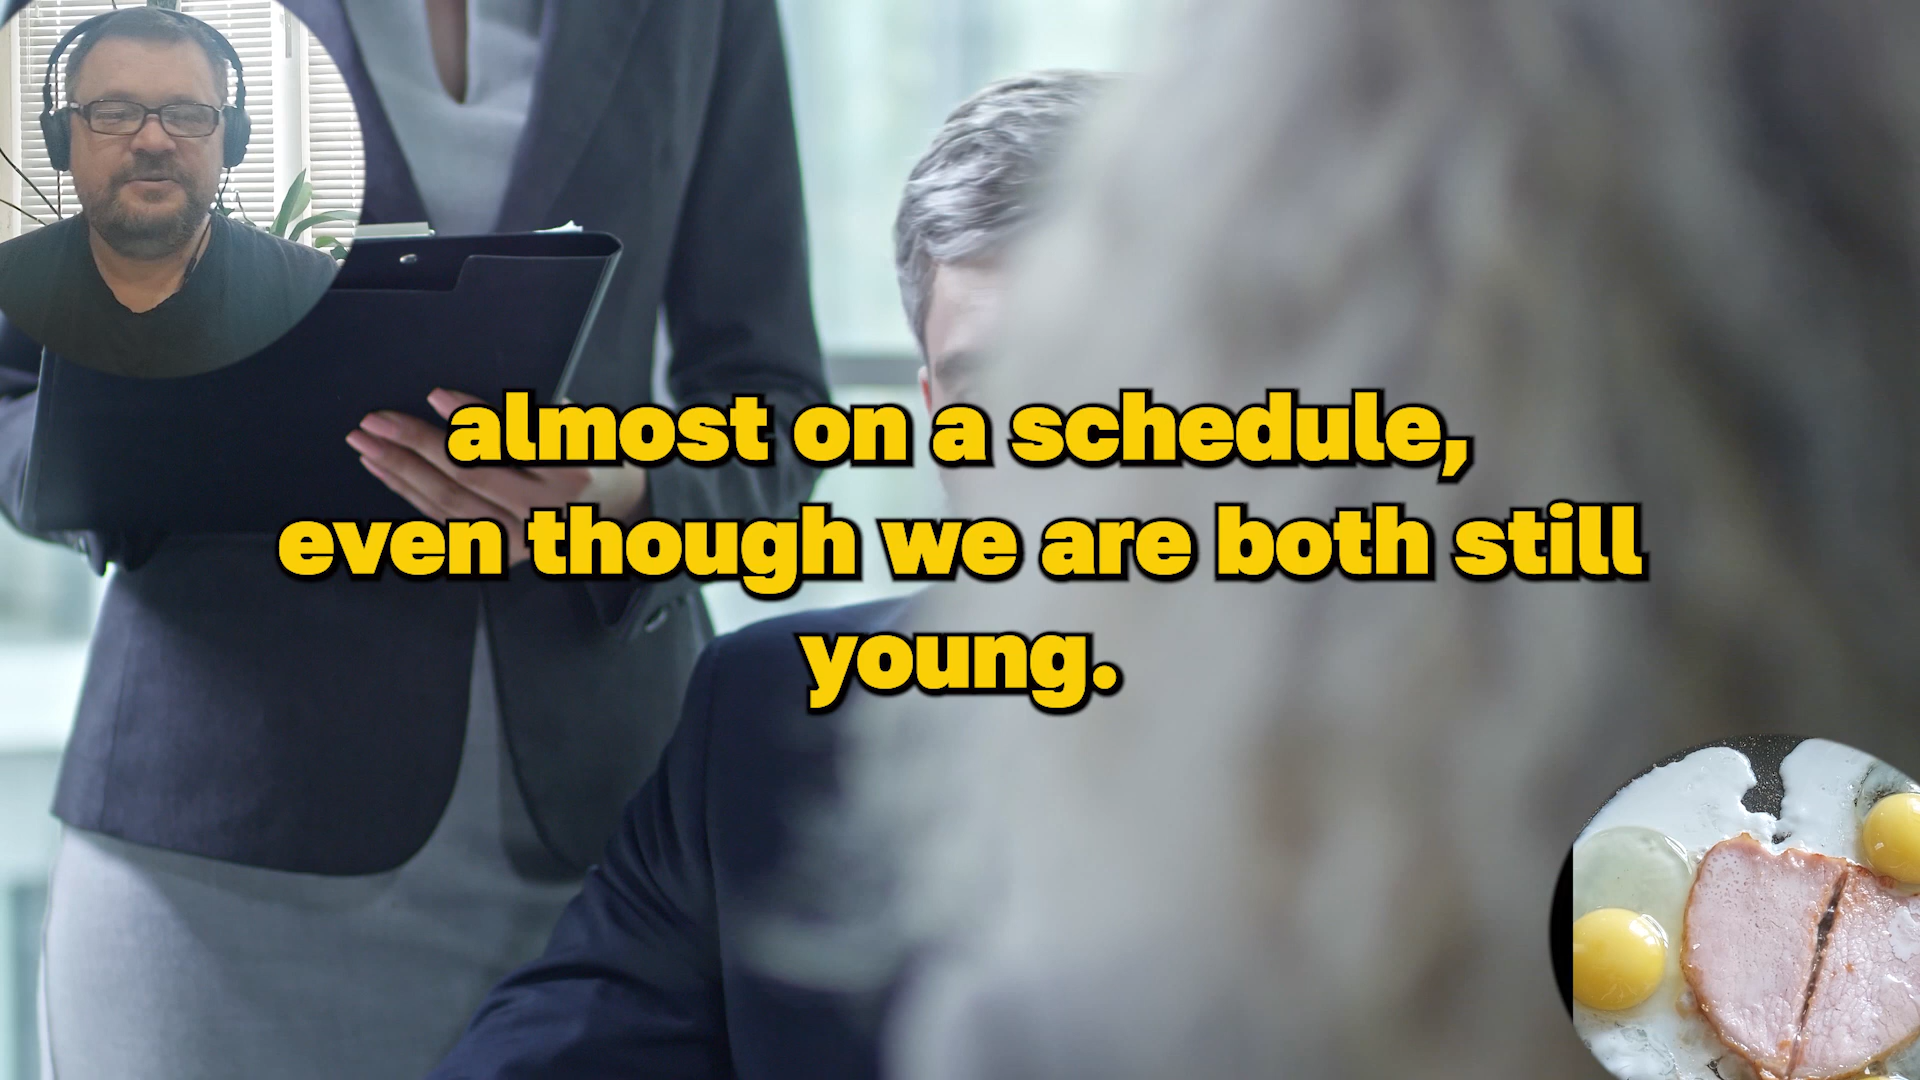 almost on a schedule,
even though we are both still
young.